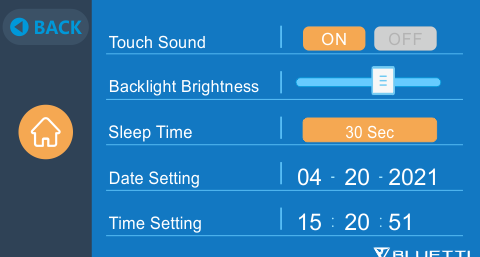 BACK
Touch Sound ON OFF
Backlight Brightness
Sleep Time 30 Sec
Date Setting 04 - 20 - 2021
Time Setting 15 : 20 : 51
BLUETTI